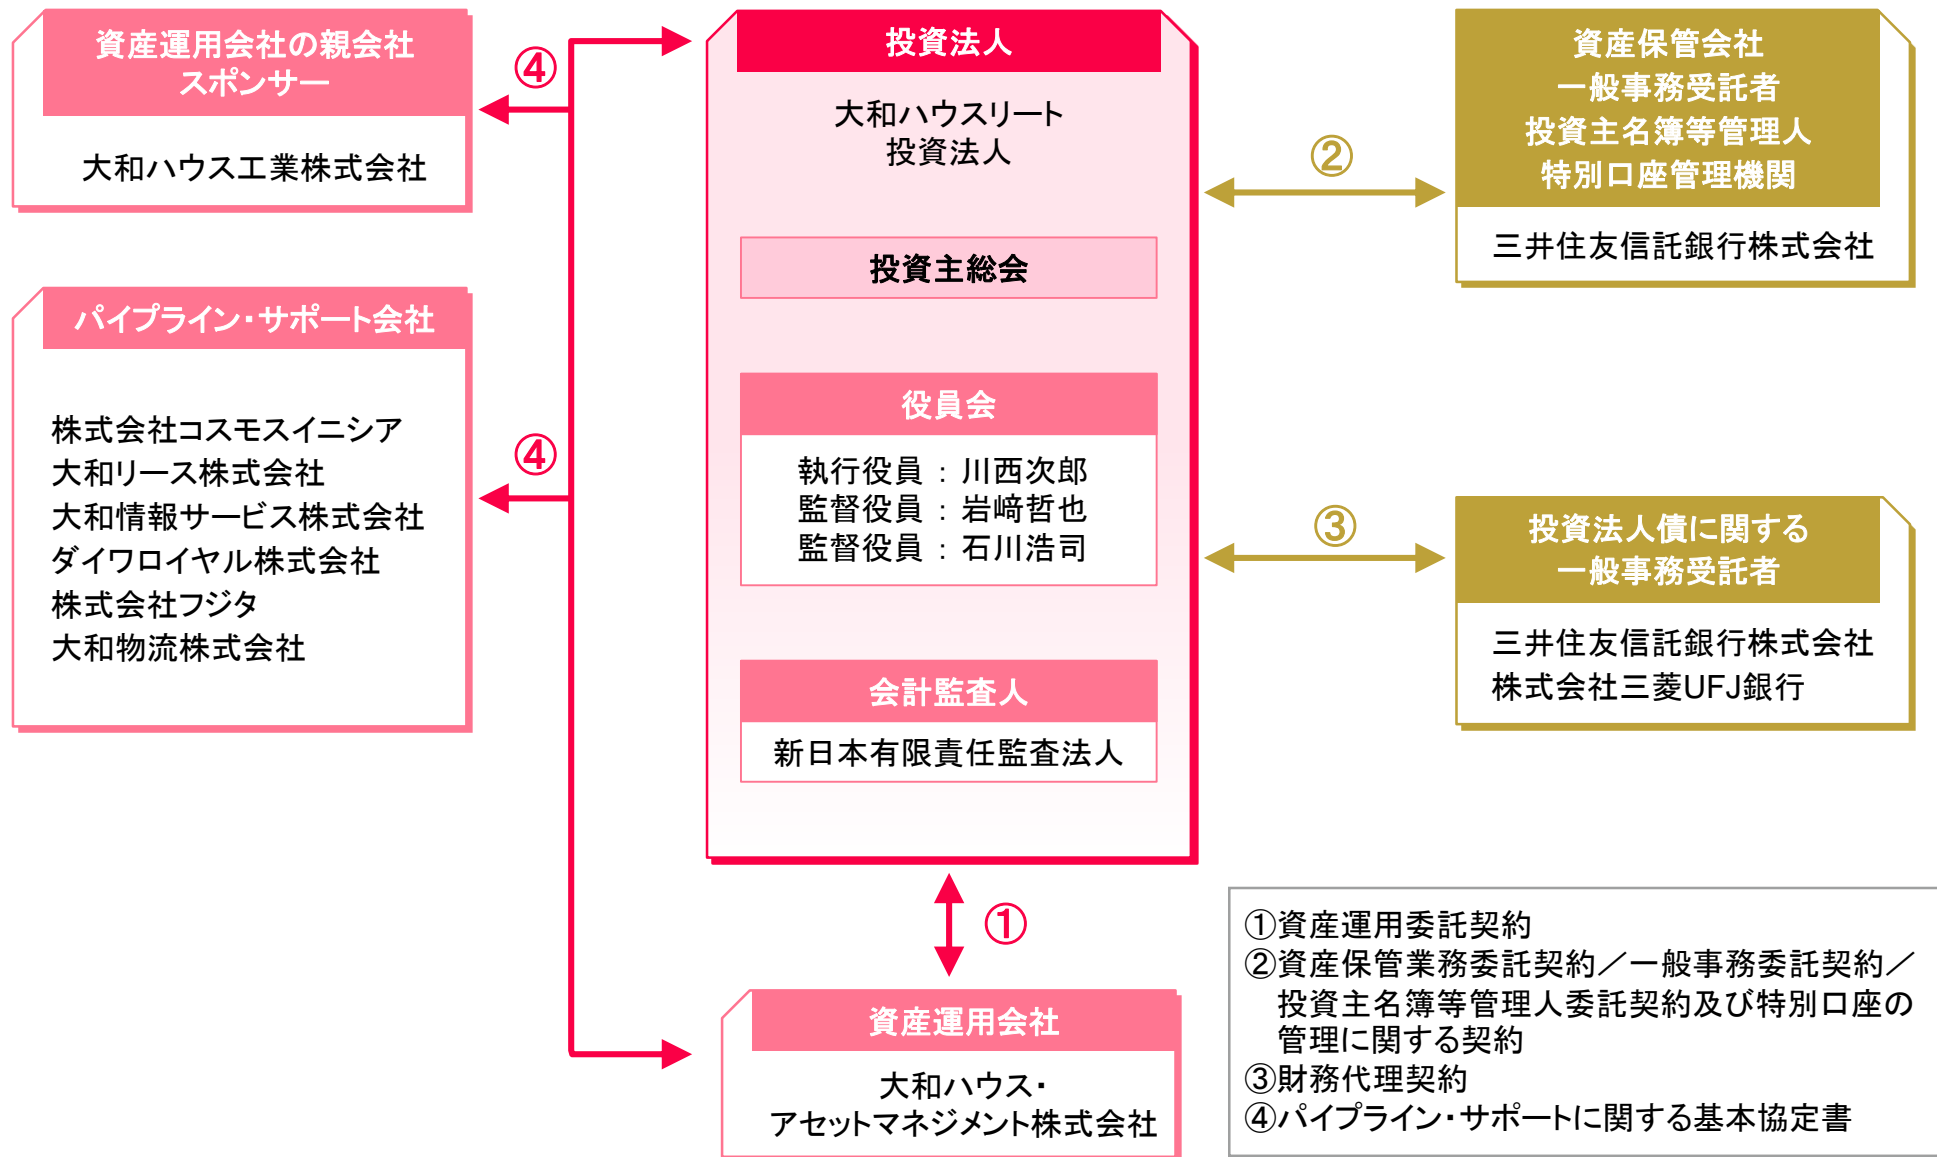 資産運用会社の親会社
スポンサー
大和ハウス工業株式会社
④
パイプライン・サポート会社
株式会社コスモスイニシア
大和リース株式会社
大和情報サービス株式会社
ダイワロイヤル株式会社
株式会社フジタ
大和物流株式会社
④
投資法人
大和ハウスリート
投資法人
投資主総会
役員会
執行役員 : 川西次郎
監督役員 : 岩﨑哲也
監督役員 : 石川浩司
会計監査人
新日本有限責任監査法人
①
資産運用会社
大和ハウス・
アセットマネジメント株式会社
②
資産保管会社
一般事務受託者
投資主名簿等管理人
特別口座管理機関
三井住友信託銀行株式会社
③
投資法人債に関する
一般事務受託者
三井住友信託銀行株式会社
株式会社三菱UFJ銀行
①資産運用委託契約
②資産保管業務委託契約／一般事務委託契約／
投資主名簿等管理人委託契約及び特別口座の
管理に関する契約
③財務代理契約
④パイプライン・サポートに関する基本協定書